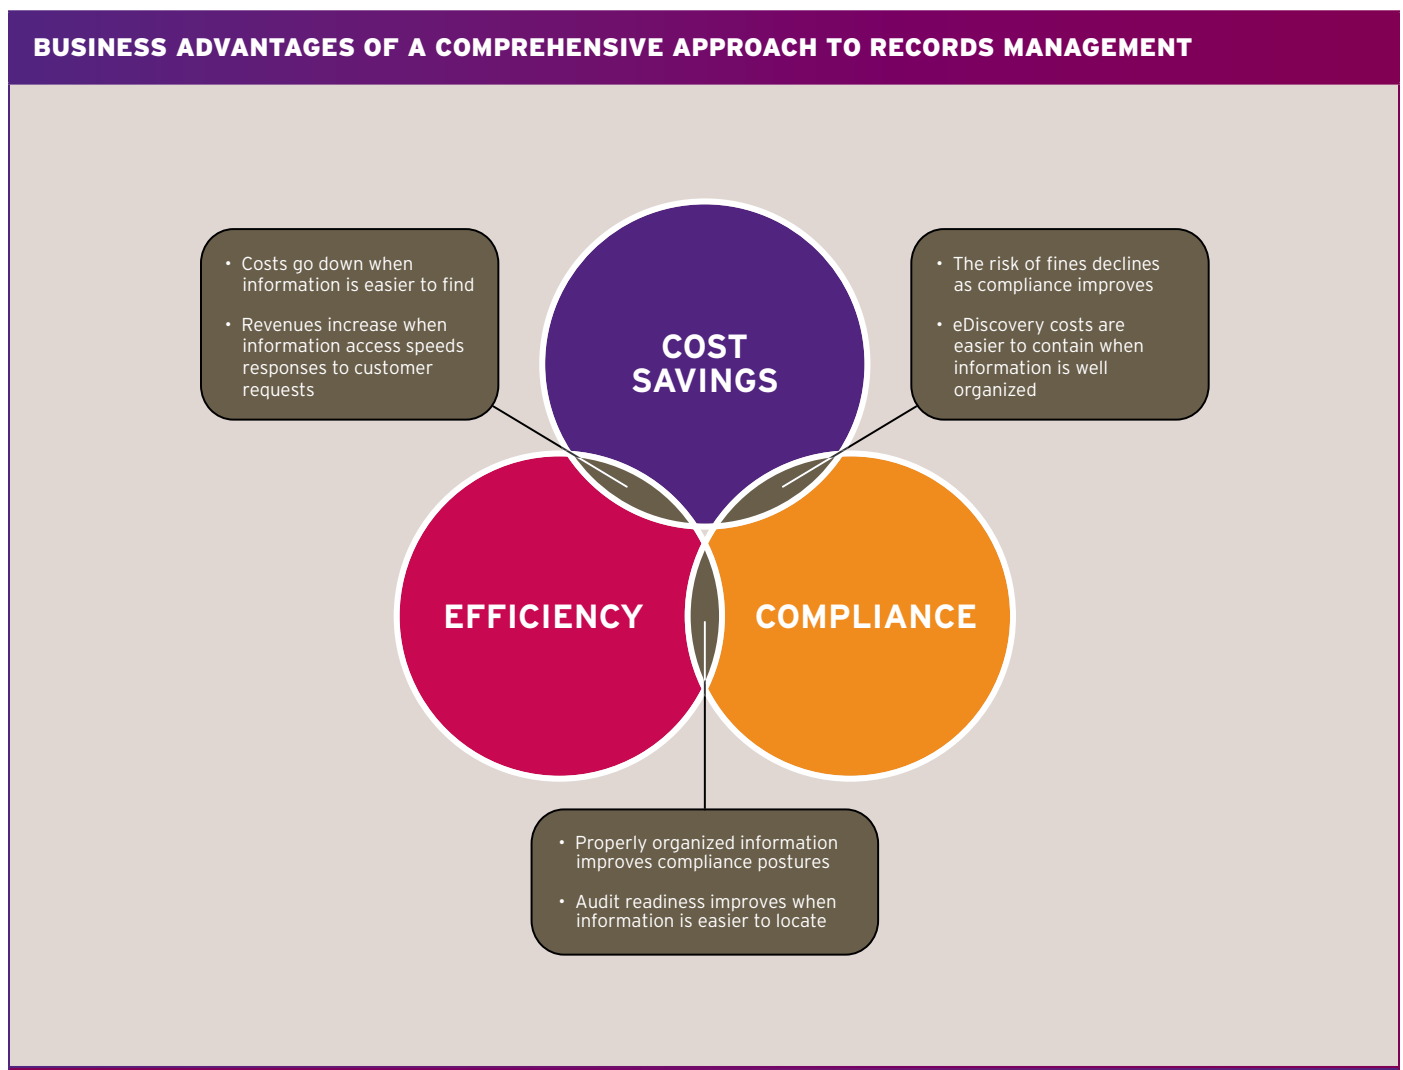 BUSINESS ADVANTAGES OF A COMPREHENSIVE APPROACH TO RECORDS MANAGEMENT
• Costs go down when
information is easier to find
• Revenues increase when
information access speeds
responses to customer
requests
COST
SAVINGS
• The risk of fines declines
as compliance improves
• eDiscovery costs are
easier to contain when
information is well
organized
EFFICIENCY
COMPLIANCE
• Properly organized information
improves compliance postures
• Audit readiness improves when
information is easier to locate